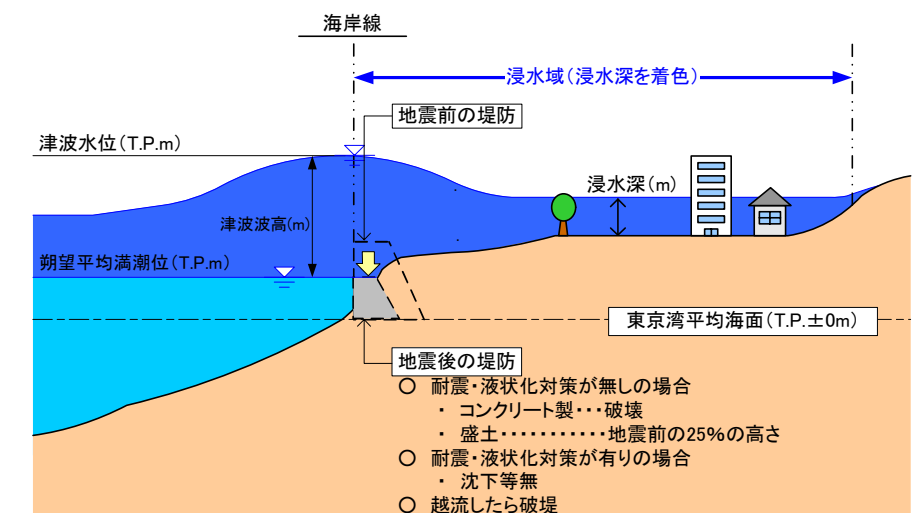 海岸線
浸水域（浸水深を着色）
地震前の堤防
津波水位（T.P.m）
浸水深（m）
津波波高(m)
朔望平均満潮位（T.P.m）
東京湾平均海面（T.P.±0m）
地震後の堤防
○ 耐震・液状化対策が無しの場合
・ コンクリート製・・・破壊
・ 盛土・・・・・・・・・・・地震前の25%の高さ
○ 耐震・液状化対策が有りの場合
・ 沈下等無
○ 越流したら破堤